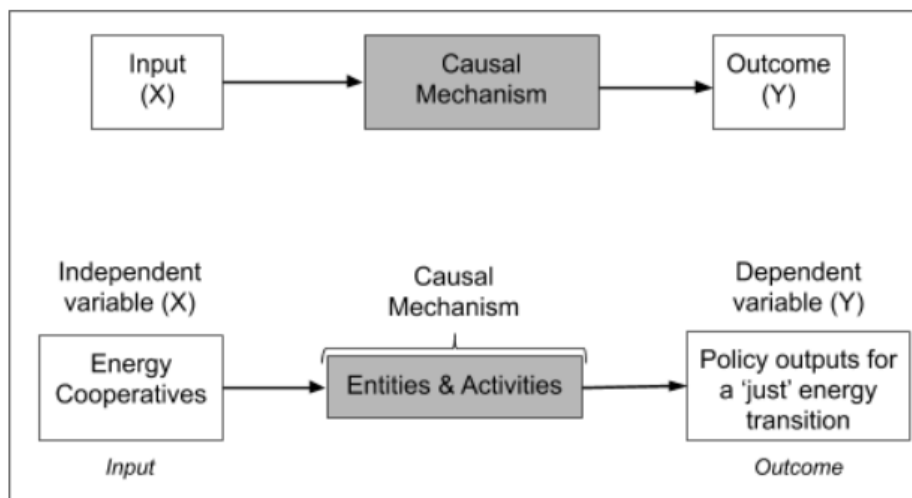 Input
(X)
Causal
Mechanism
Outcome
(Y)
Independent
variable (X)
Causal
Mechanism
Dependent
variable (Y)
Energy
Cooperatives
Entities & Activities
Policy outputs for
a ‘just’ energy
transition
Input
Outcome